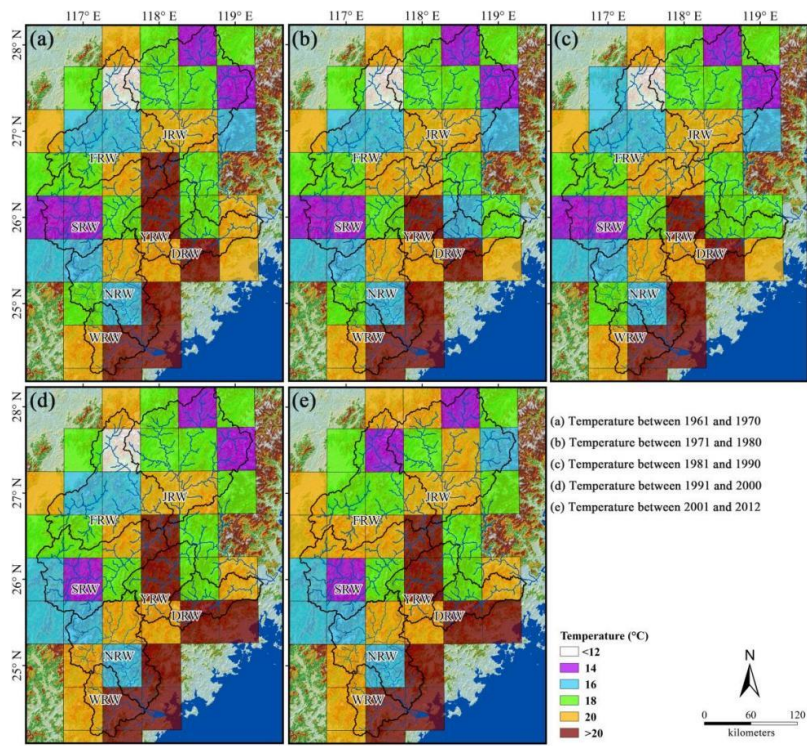 117° E 118° E 119° E 117° E 118° E 119° E 117° E 118° E 119° E
(a) (b) (c)
28° N
27° N
26° N
25° N
JRW JRW JRW
FRW FRW FRW
SRW SRW SRW
YRW YRW YRW
DRW DRW DRW
NRW NRW NRW
WRW WRW WRW
(d) (e)
28° N
27° N
26° N
25° N
JRW JRW
FRW FRW
SRW SRW
YRW YRW
DRW DRW
NRW NRW
WRW WRW
(a) Temperature between 1961 and 1970
(b) Temperature between 1971 and 1980
(c) Temperature between 1981 and 1990
(d) Temperature between 1991 and 2000
(e) Temperature between 2001 and 2012
Temperature (°C)
<12
14
16
18
20
>20
N
0 60 120
kilometers